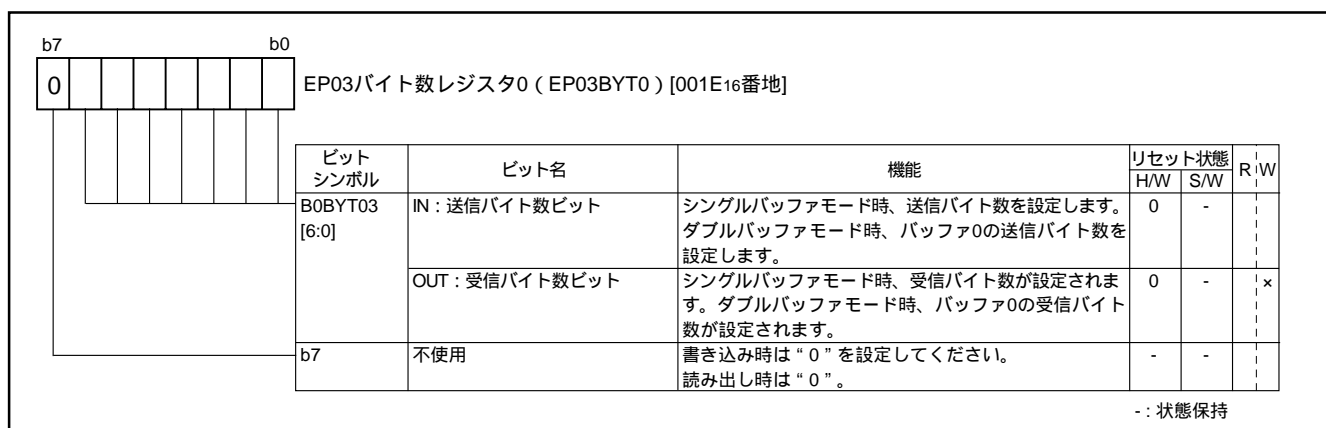 b7 b0
0 EP03バイト数レジスタ0（EP03BYT0）[001E16番地]
ビット シンボル ビット名 機能 リセット状態 R W
H/W S/W
B0BYT03 IN：送信バイト数ビット シングルバッファモード時、送信バイト数を設定します。 0 -
[6:0] ダブルバッファモード時、バッファ0の送信バイト数を
設定します。
OUT：受信バイト数ビット シングルバッファモード時、受信バイト数が設定されま 0 - ×
す。ダブルバッファモード時、バッファ0の受信バイト
数が設定されます。
b7 不使用 書き込み時は“0”を設定してください。 - -
読み出し時は“0”。
-：状態保持